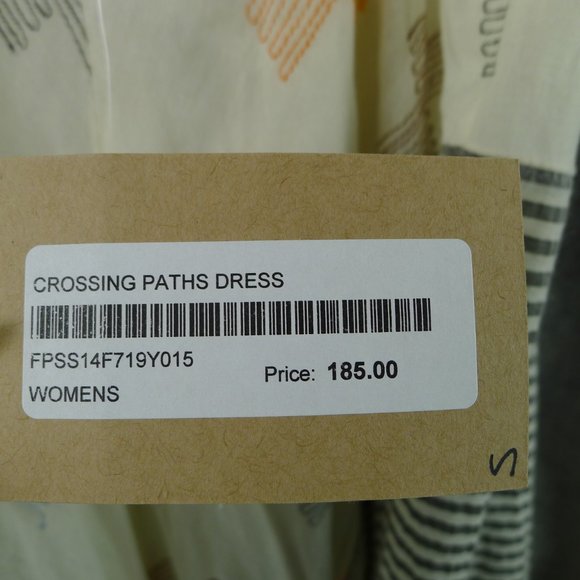 CROSSING PATHS DRESS
FPSS14F719Y015
Price: 185.00
WOMENS
S